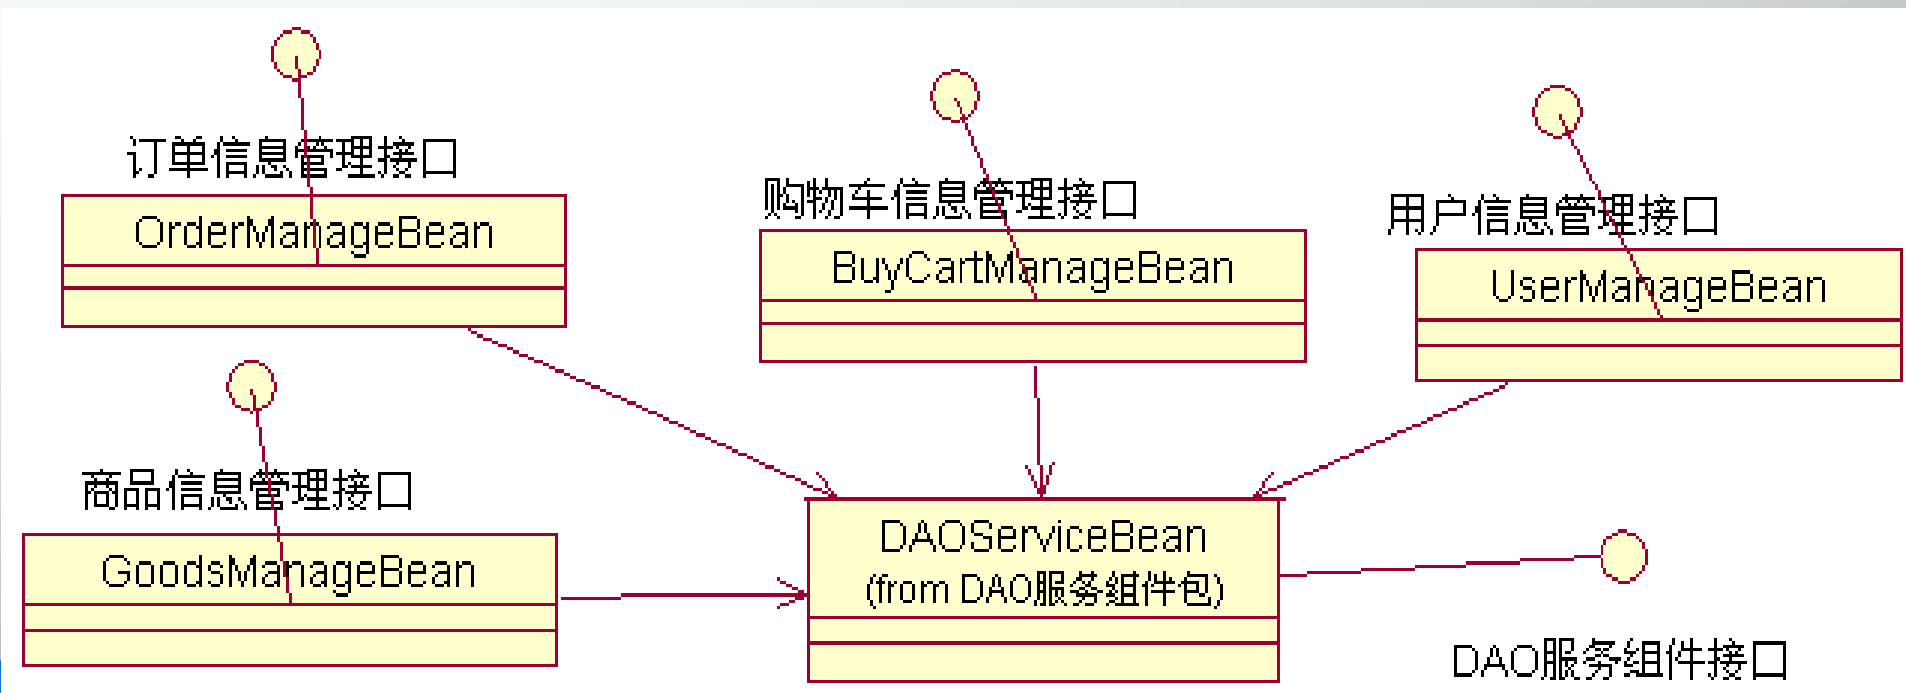 订单信息管理接口
OrderManageBean
购物车信息管理接口
BuyCartManageBean
用户信息管理接口
UserManageBean
商品信息管理接口
GoodsManageBean
DAOServiceBean
(from DAO服务组件包)
DAO服务组件接口